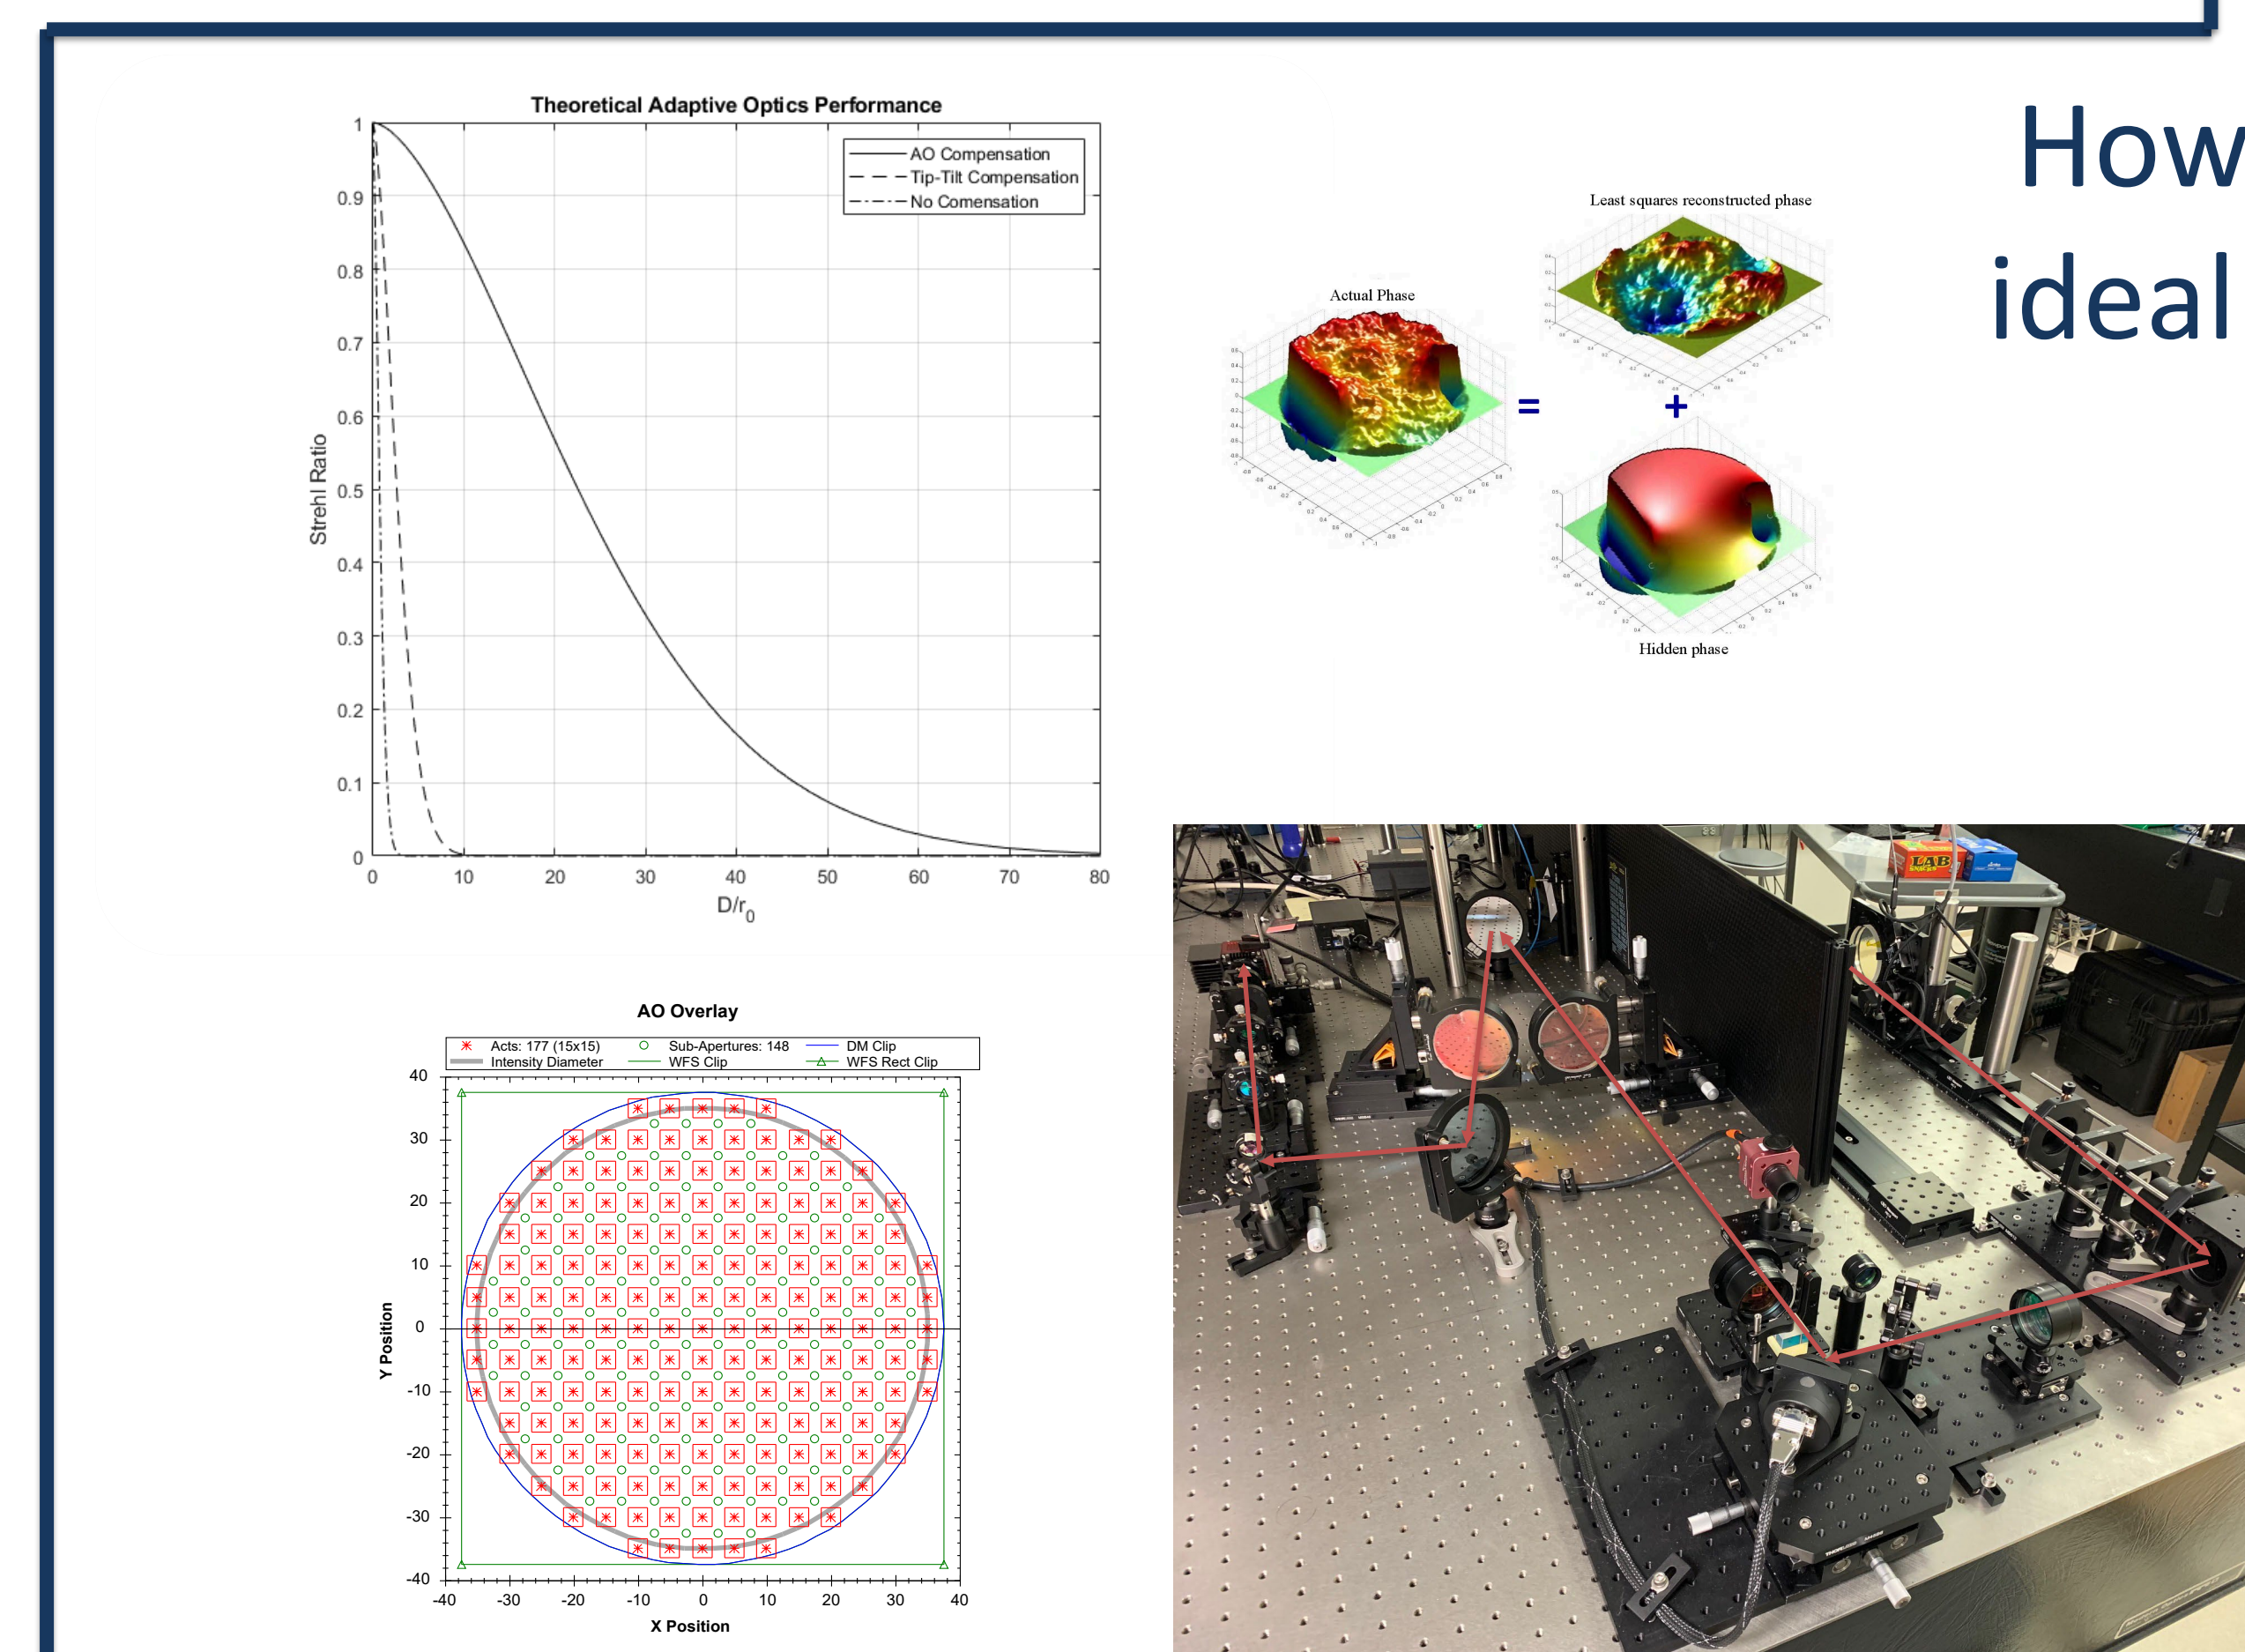 How
ideal
Theoretical Adaptive Optics Performance
AO Compensation
Tip-Tilt Compensation
No Comensation
1
0.9
0.8
0.7
0.6
0.5
0.4
0.3
0.2
0.1
0
0 10 20 30 40 50 60 70 80
Strehl Ratio
D/r0
Least squares reconstructed phase
Actual Phase
=
+
Hidden phase
AO Overlay
Acts: 177 (15x15) Sub-Apertures: 148 DM Clip
Intensity Diameter WFS Clip WFS Rect Clip
40
30
20
10
0
-10
-20
-30
-40
-40 -30 -20 -10 0 10 20 30 40
Y Position
X Position
LAB
SNACKS